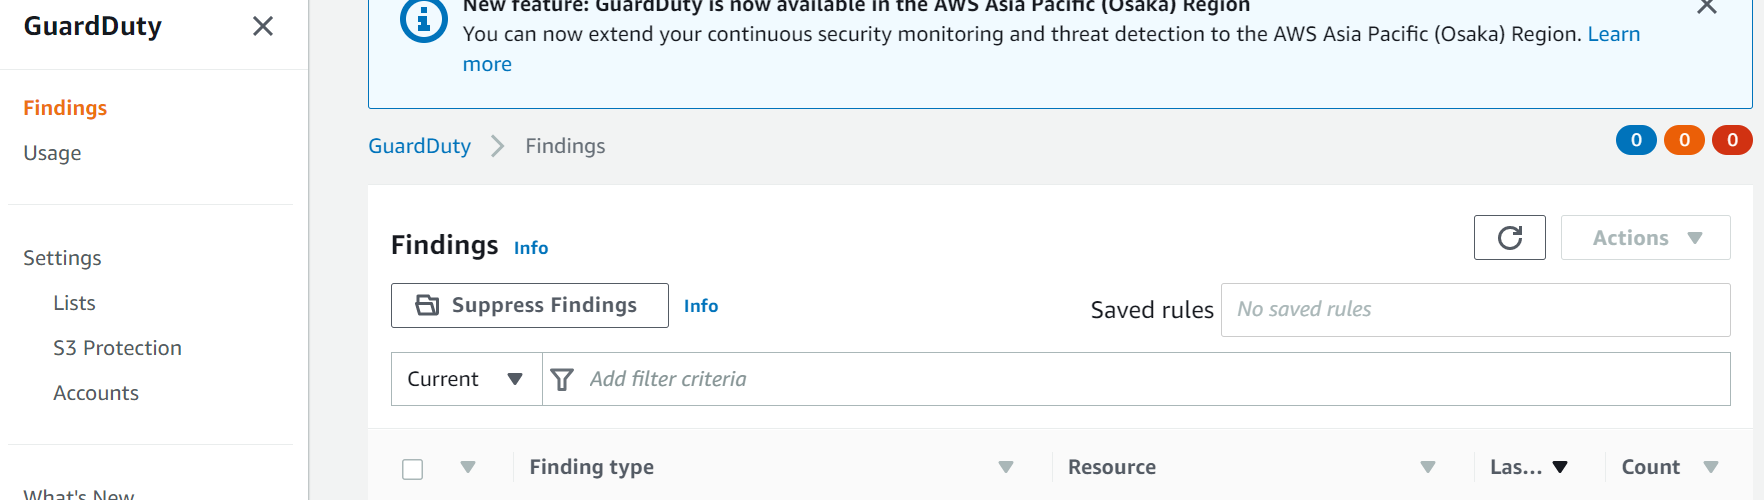 GuardDuty
Findings
Usage
Settings
Lists
S3 Protection
Accounts
What's New
New feature: GuardDuty is now available in the AWS Asia Pacific (Osaka) Region
You can now extend your continuous security monitoring and threat detection to the AWS Asia Pacific (Osaka) Region. Learn
more
GuardDuty Findings
0 0 0
Findings Info
Actions
Suppress Findings Info
Saved rules No saved rules
Current Add filter criteria
Finding type Resource Las... Count